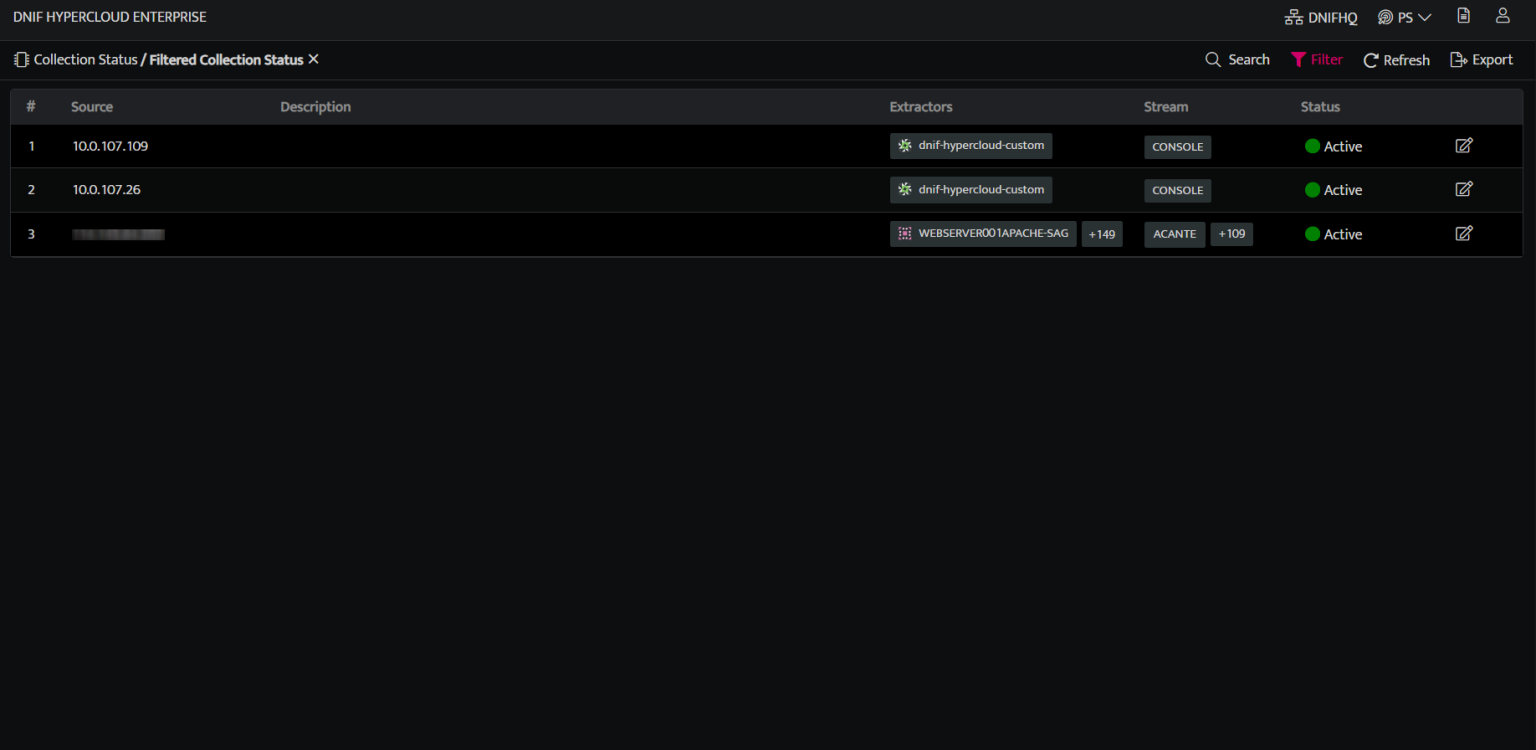 DNIF HYPERCLOUD ENTERPRISE DNIFHQ PS
Collection Status / Filtered Collection Status Search Filter Refresh Export
# Source Description Extractors Stream Status
1 10.0.107.109 dnif-hypercloud-custom CONSOLE Active
2 10.0.107.26 dnif-hypercloud-custom CONSOLE Active
3 WEBSERVER001APACHE-SAG +149 ACANTE +109 Active